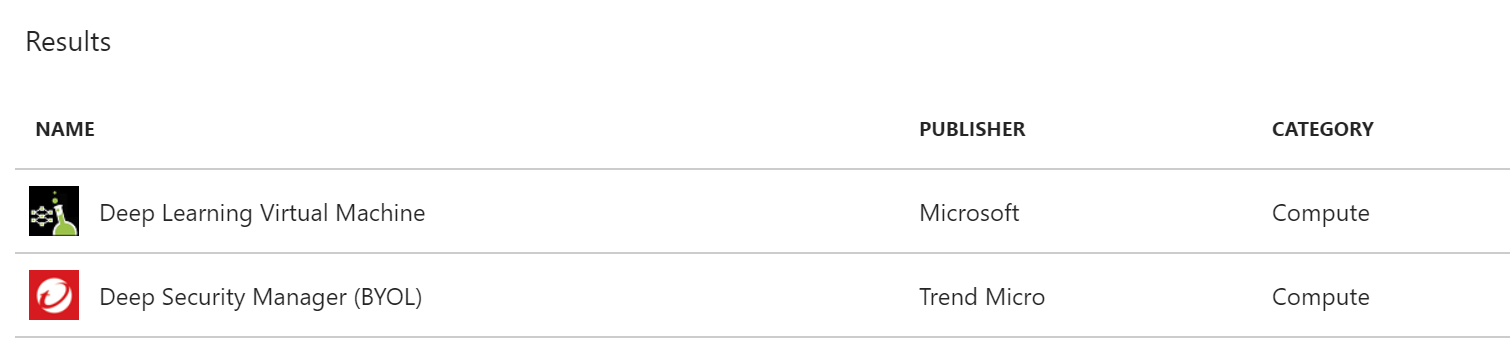 Results
NAME PUBLISHER CATEGORY
Deep Learning Virtual Machine Microsoft Compute
Deep Security Manager (BYOL) Trend Micro Compute